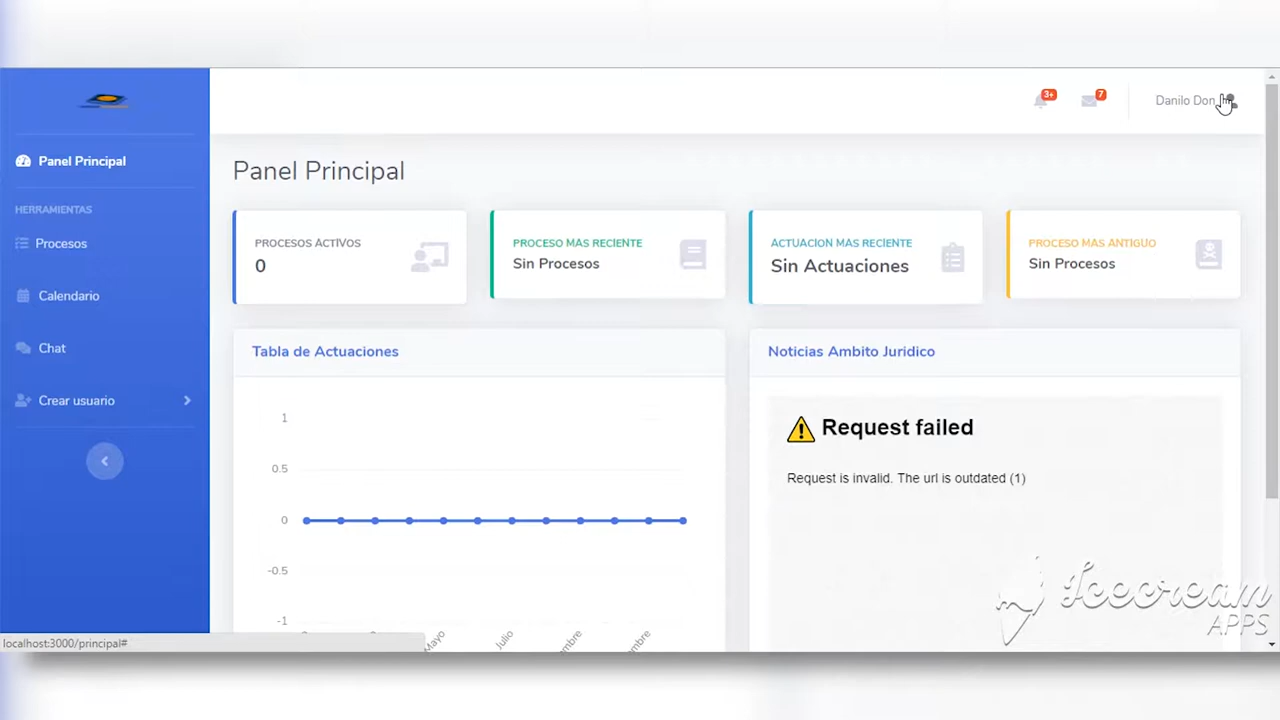 3+
7
Danilo Don
Panel Principal
Panel Principal
HERRAMIENTAS
Procesos
Calendario
Chat
Crear usuario
PROCESOS ACTIVOS
0
PROCESO MAS RECIENTE
Sin Procesos
ACTUACION MAS RECIENTE
Sin Actuaciones
PROCESO MAS ANTIGUO
Sin Procesos
Tabla de Actuaciones
1
0.5
0
-0.5
-1
Mayo
Julio
Noticias Ambito Juridico
Request failed
Request is invalid. The url is outdated (1)
Icecream
APPS
localhost:3000/principal#